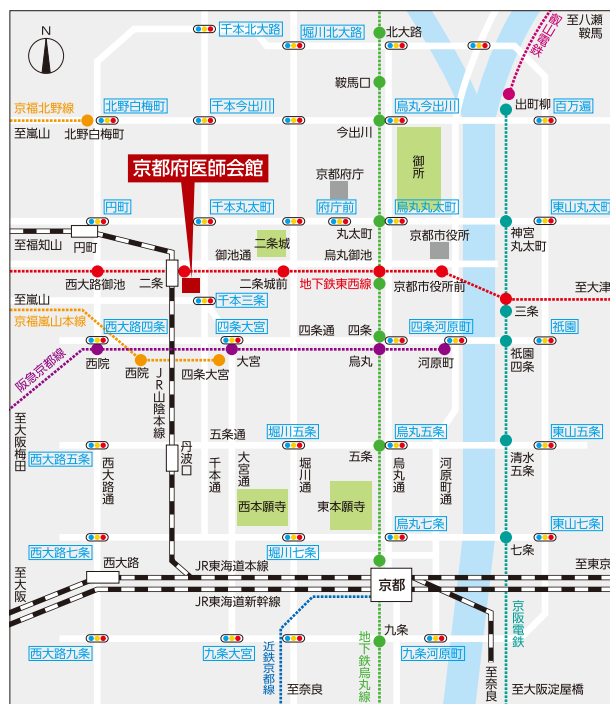 N
千本北大路
堀川北大路
北大路
叡山電鉄
至八瀬
鞍馬
鞍馬口
京福北野線
至嵐山
北野白梅町
北野白梅町
千本今出川
烏丸今出川
今出川
出町柳
百万遍
京都府医師会館
京都府庁
御所
円町
千本丸太町
府庁前
烏丸丸太町
東山丸太町
丸太町
至福知山
円町
二条城
京都市役所
神宮
丸太町
御池通
烏丸御池
西大路御池
二条
二条城前
地下鉄東西線
京都市役所前
至大津
至嵐山
千本三条
三条
京福嵐山本線
西大路四条
四条大宮
四条通
四条
四条河原町
祇園
阪急京都線
西院
西院
四条大宮
大宮
烏丸
河原町
祇園
四条
JR山陰本線
至大阪梅田
五条通
堀川五条
五条
烏丸五条
東山五条
西大路五条
西大路通
丹波口
千本通
大宮通
堀川通
烏丸通
河原町通
清水
五条
西本願寺
東本願寺
西大路七条
堀川七条
烏丸七条
七条
東山七条
至大阪
西大路
JR東海道本線
京都
至東京
JR東海道新幹線
京阪電鉄
西大路九条
九条大宮
近鉄京都線
至奈良
地下鉄烏丸線
九条
九条河原町
至奈良
至大阪淀屋橋